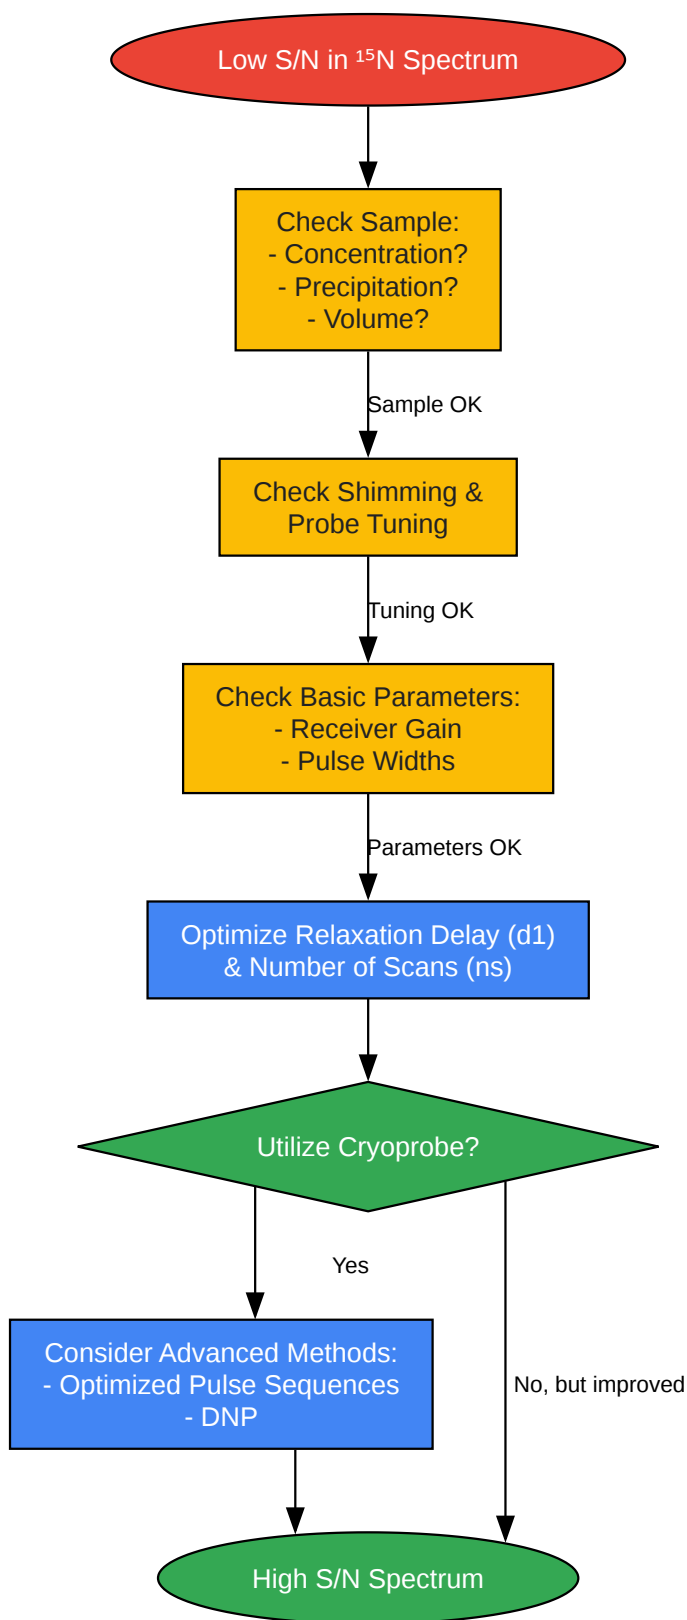 Low S/N in ¹⁵N Spectrum
Check Sample:
- Concentration?
- Precipitation?
- Volume?
Sample OK
Check Shimming &
Probe Tuning
Tuning OK
Check Basic Parameters:
- Receiver Gain
- Pulse Widths
Parameters OK
Optimize Relaxation Delay (d1)
& Number of Scans (ns)
Utilize Cryoprobe?
Yes
Consider Advanced Methods:
- Optimized Pulse Sequences
- DNP
No, but improved
High S/N Spectrum